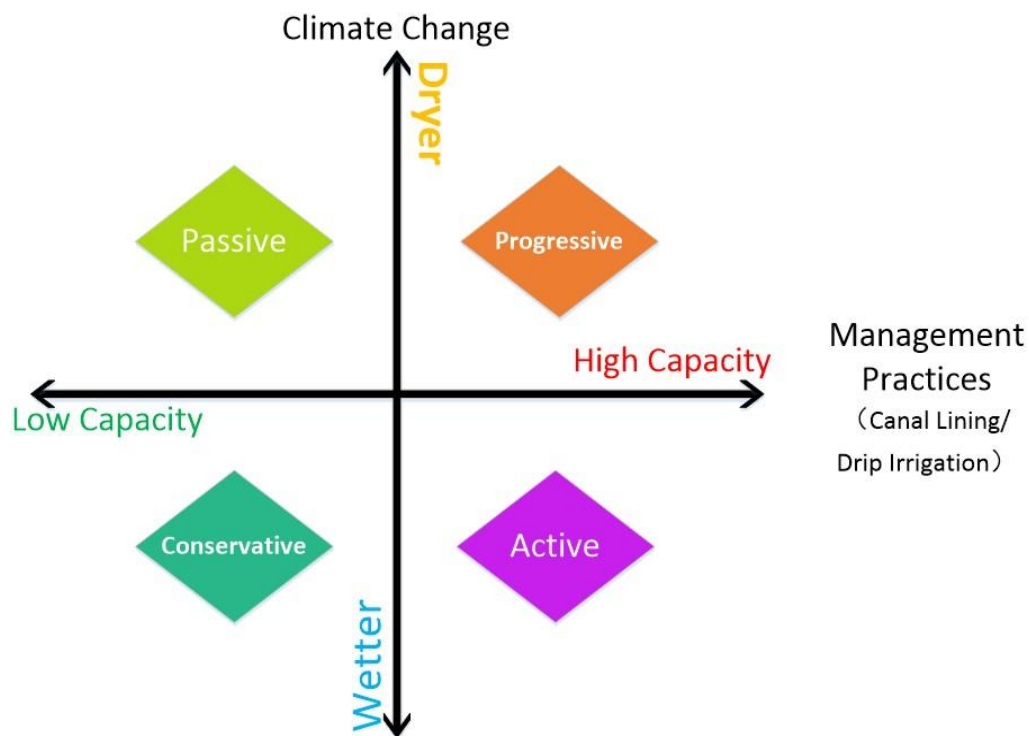 Climate Change
Dryer
Passive
Progressive
High Capacity
Low Capacity
Management
Practices
（Canal Lining/
Drip Irrigation）
Conservative
Active
Wetter